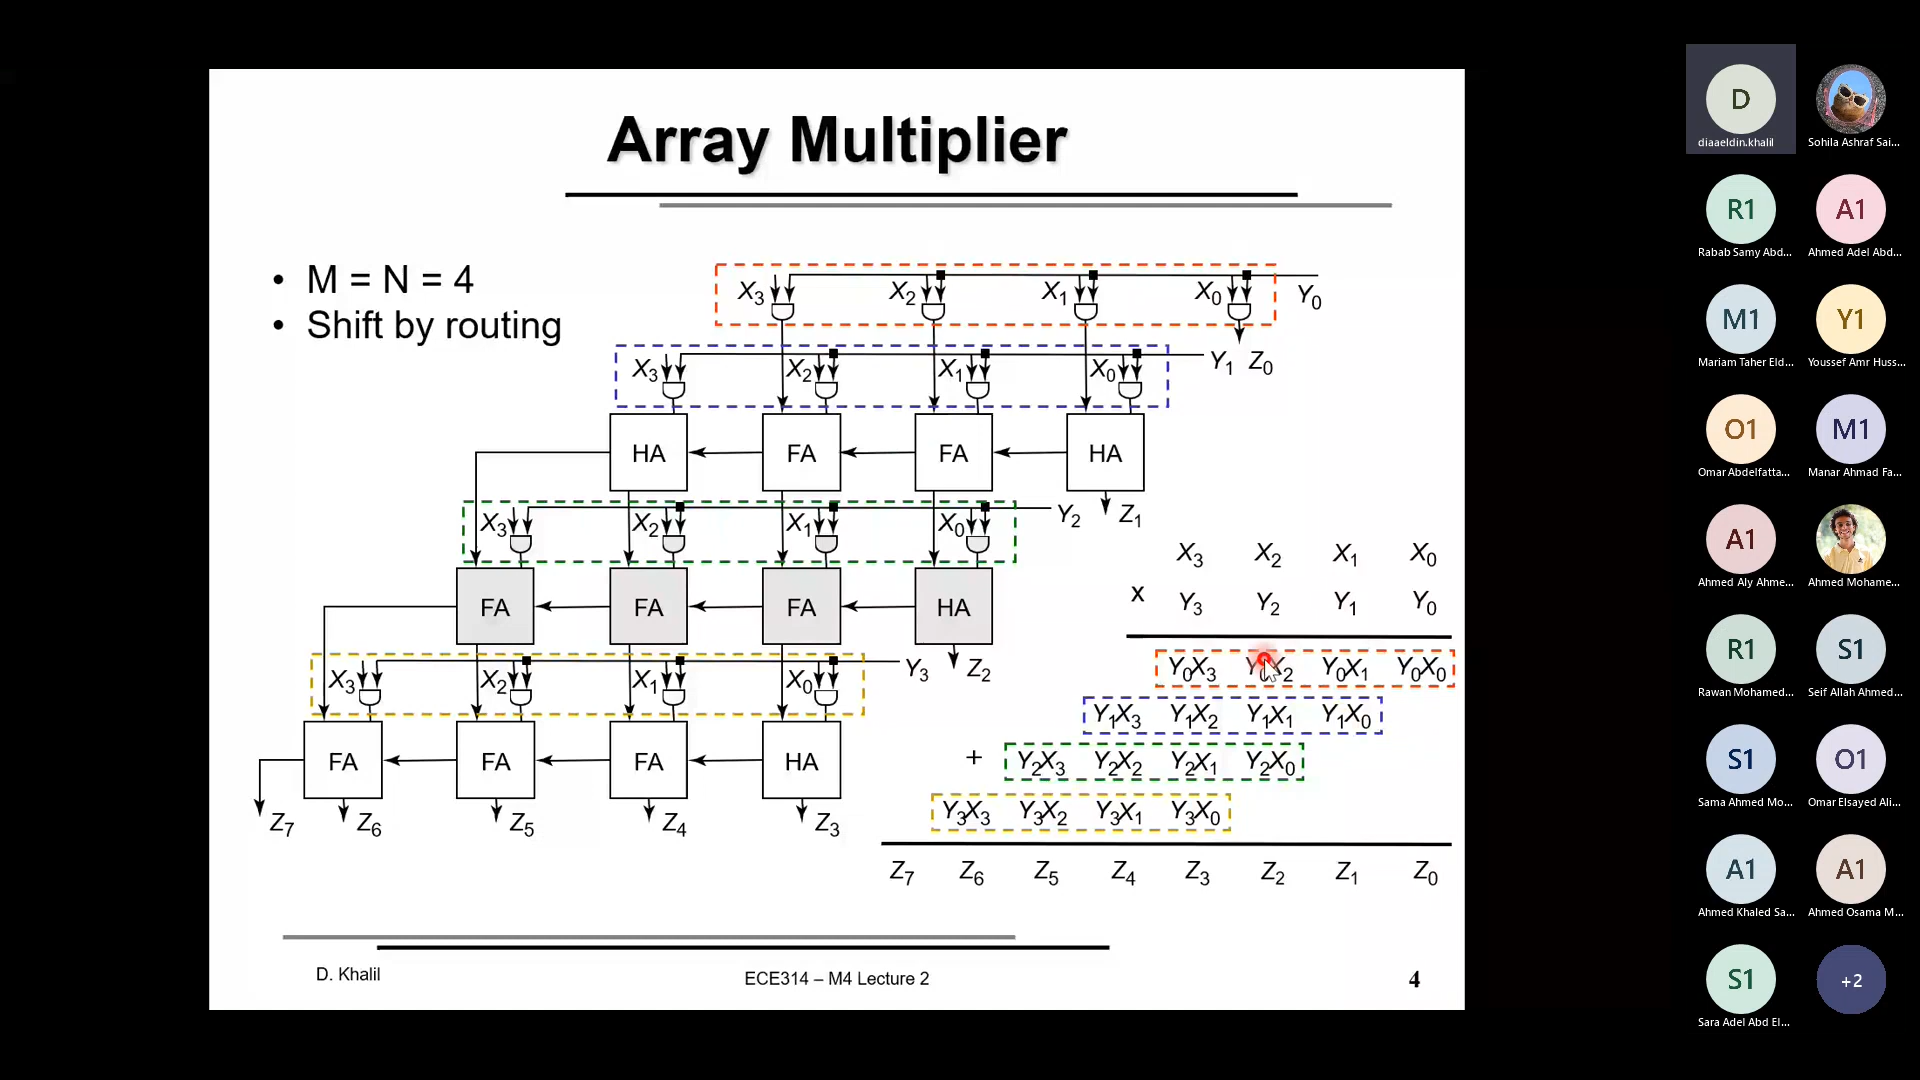 Array Multiplier
• M = N = 4
• Shift by routing
X3 X2 X1 X0 Y0
X3 X2 X1 X0 Y1 Z0
HA FA FA HA
X3 X2 X1 X0 Y2 Z1
FA FA FA HA
X3 X2 X1 X0 Y3 Z2
FA FA FA HA
Z7 Z6 Z5 Z4 Z3
X3 X2 X1 X0
x Y3 Y2 Y1 Y0
Y0X3 Y0X2 Y0X1 Y0X0
Y1X3 Y1X2 Y1X1 Y1X0
+ Y2X3 Y2X2 Y2X1 Y2X0
Y3X3 Y3X2 Y3X1 Y3X0
Z7 Z6 Z5 Z4 Z3 Z2 Z1 Z0
D. Khalil
ECE314 – M4 Lecture 2
4
D
diaaeldin.khalil
Sohila Ashraf Sai...
R1
Rabab Samy Abd...
A1
Ahmed Adel Abd...
M1
Mariam Taher Eld...
Y1
Youssef Amr Huss...
O1
Omar Abdelfatta...
M1
Manar Ahmad Fa...
A1
Ahmed Aly Ahme...
Ahmed Mohame...
R1
Rawan Mohamed...
S1
Seif Allah Ahmed...
S1
Sama Ahmed Mo...
O1
Omar Elsayed Ali...
A1
Ahmed Khaled Sa...
A1
Ahmed Osama M...
S1
Sara Adel Abd El...
+2